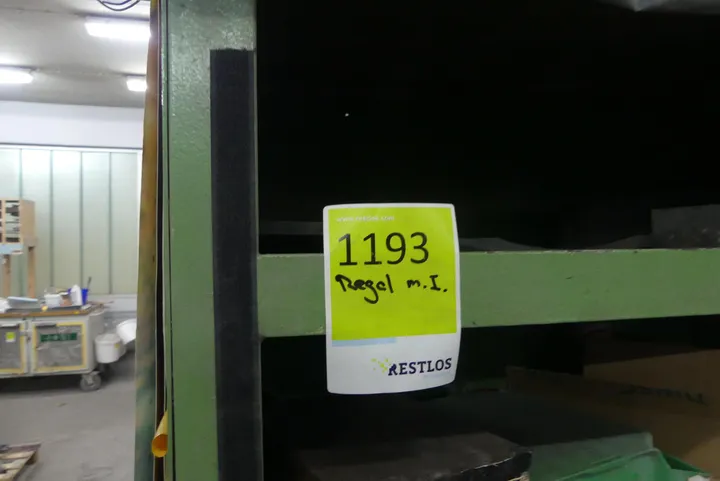 1193
Regal m.I.
RESTLOS